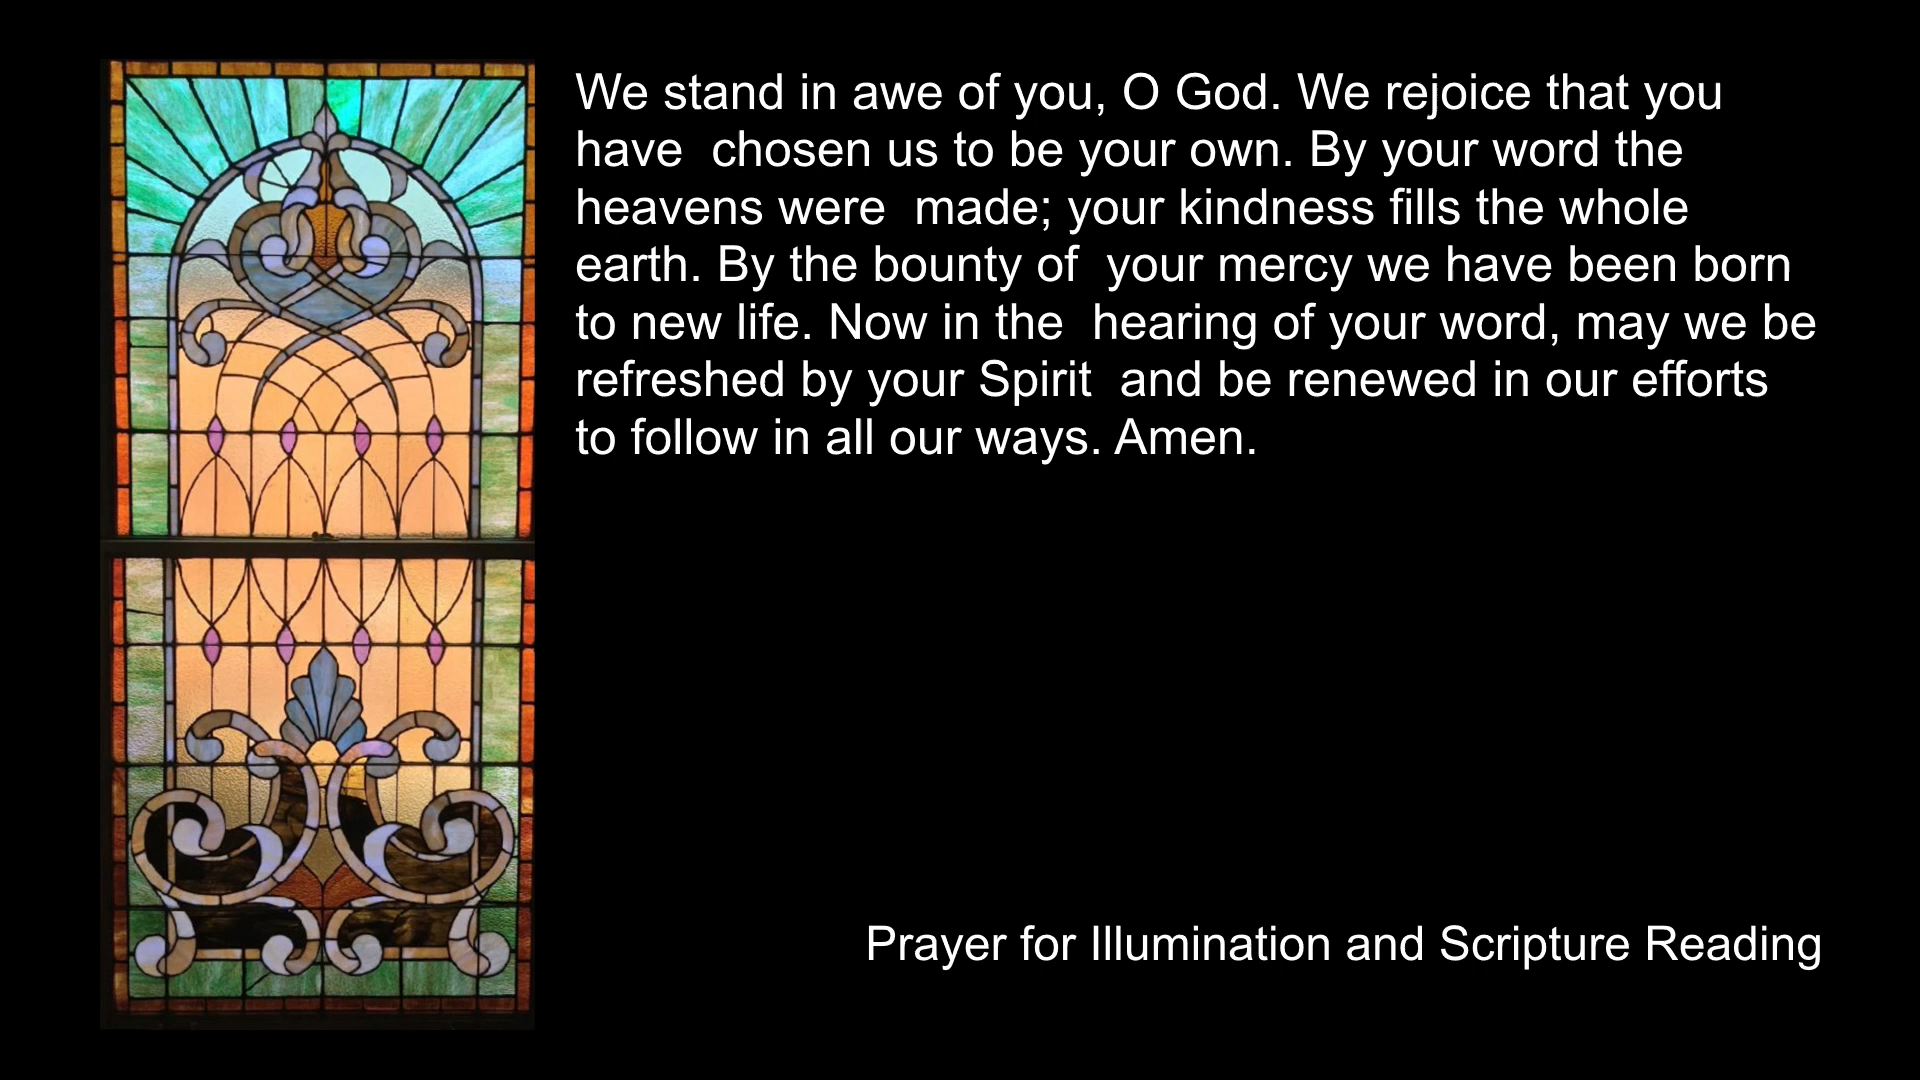 We stand in awe of you, O God. We rejoice that you
have  chosen us to be your own. By your word the
heavens were  made; your kindness fills the whole
earth. By the bounty of  your mercy we have been born
to new life. Now in the  hearing of your word, may we be
refreshed by your Spirit  and be renewed in our efforts
to follow in all our ways. Amen.
Prayer for Illumination and Scripture Reading